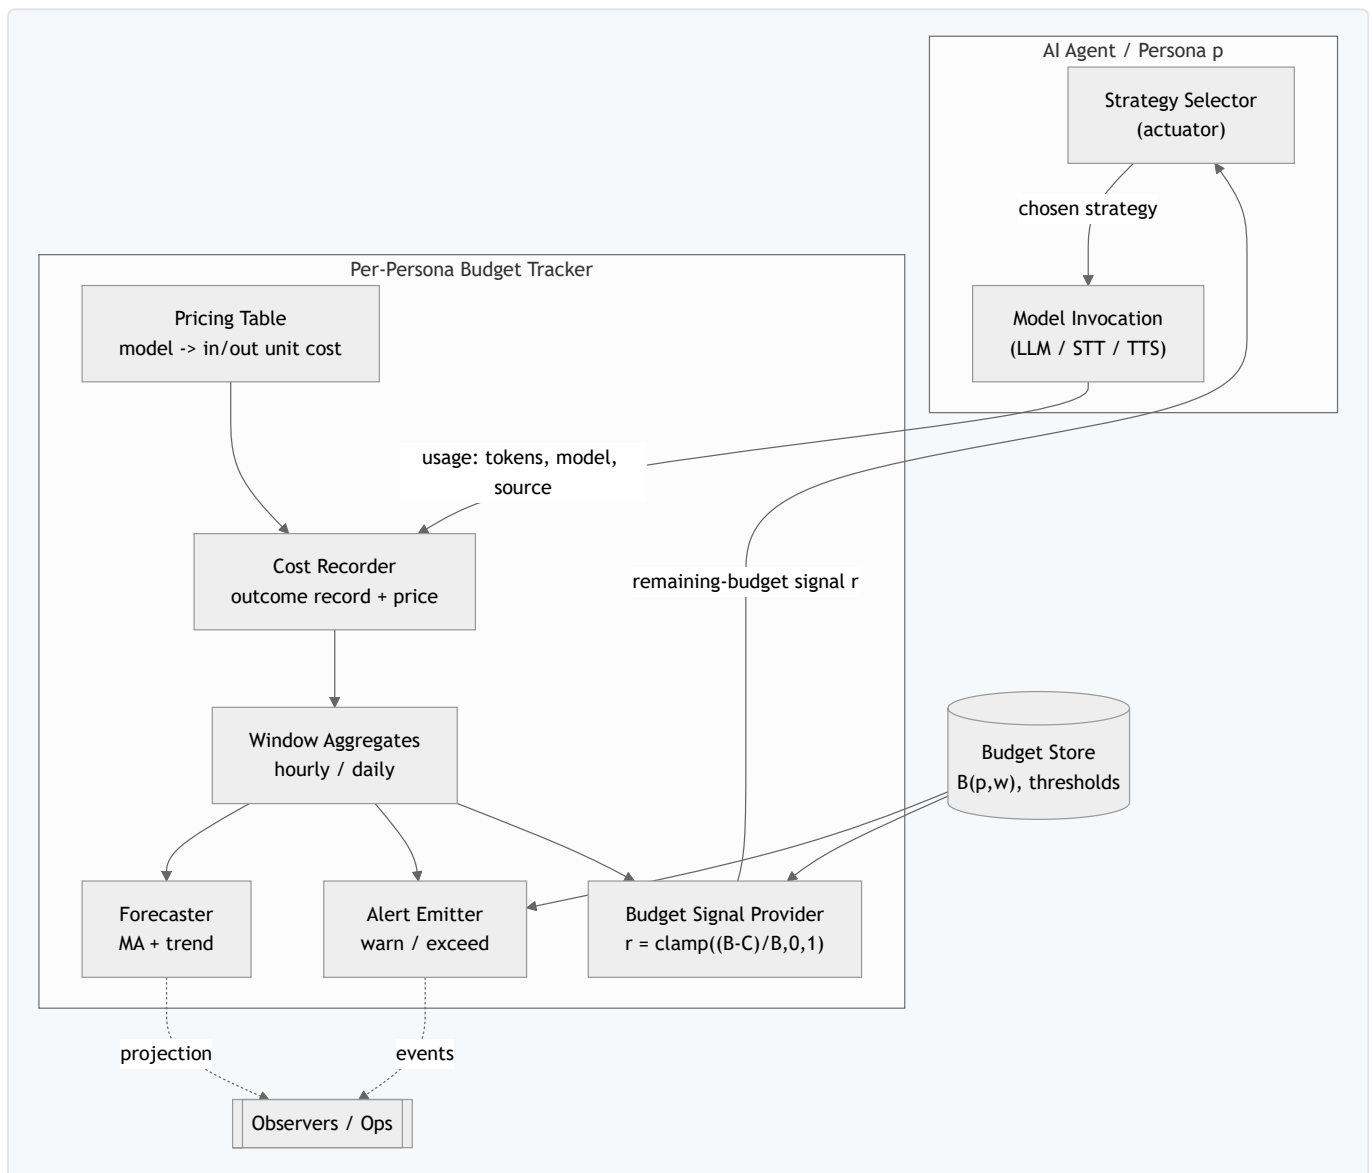 AI Agent / Persona p
Strategy Selector
(actuator)
chosen strategy
Model Invocation
(LLM / STT / TTS)
Per-Persona Budget Tracker
Pricing Table
model -> in/out unit cost
usage: tokens, model,
source
Cost Recorder
outcome record + price
remaining-budget signal r
Window Aggregates
hourly / daily
Budget Store
B(p,w), thresholds
Forecaster
MA + trend
Alert Emitter
warn / exceed
Budget Signal Provider
r = clamp((B-C)/B,0,1)
projection
events
Observers / Ops